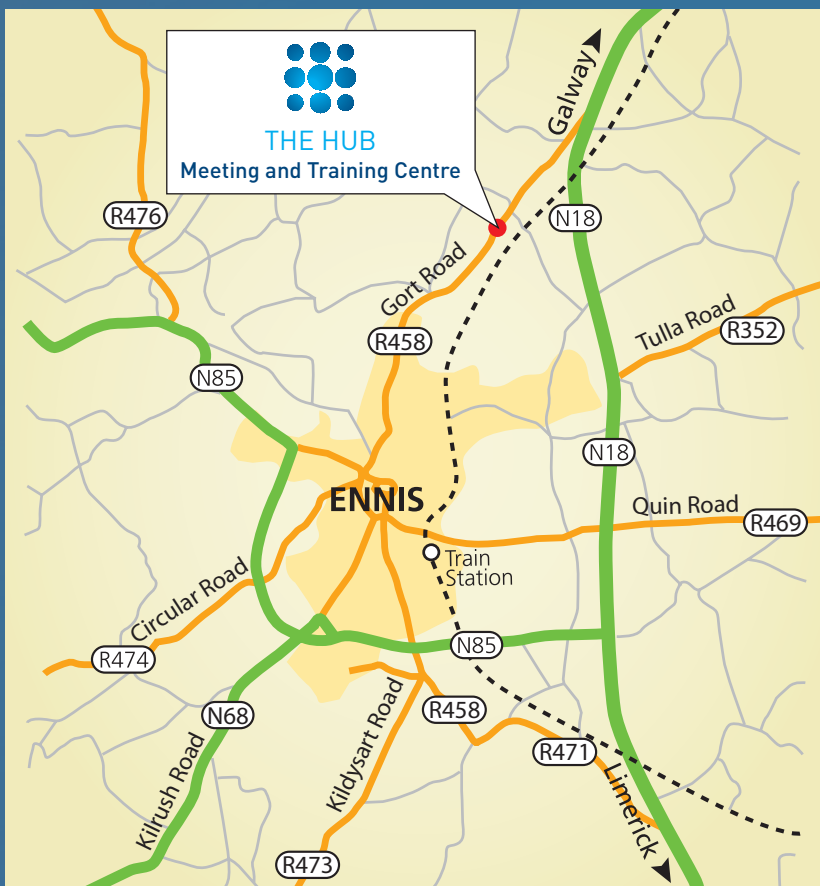 THE HUB
Meeting and Training Centre
Galway
R476
N18
Gort Road
Tulla Road
R352
R458
N85
N18
ENNIS
Quin Road
R469
Train
Station
Circular Road
N85
R474
N68
R458
Kildysart Road
Kilrush Road
R471
Limerick
R473